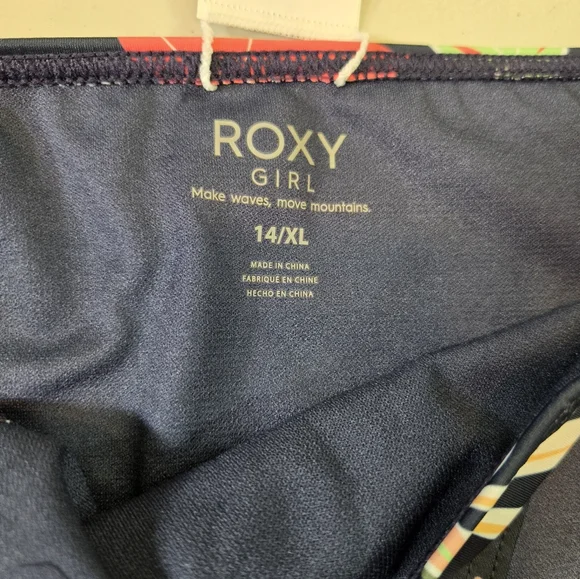 ROXY
GIRL
Make waves, move mountains.
14/XL
MADE IN CHINA
FABRIQUÉ EN CHINE
HECHO EN CHINA